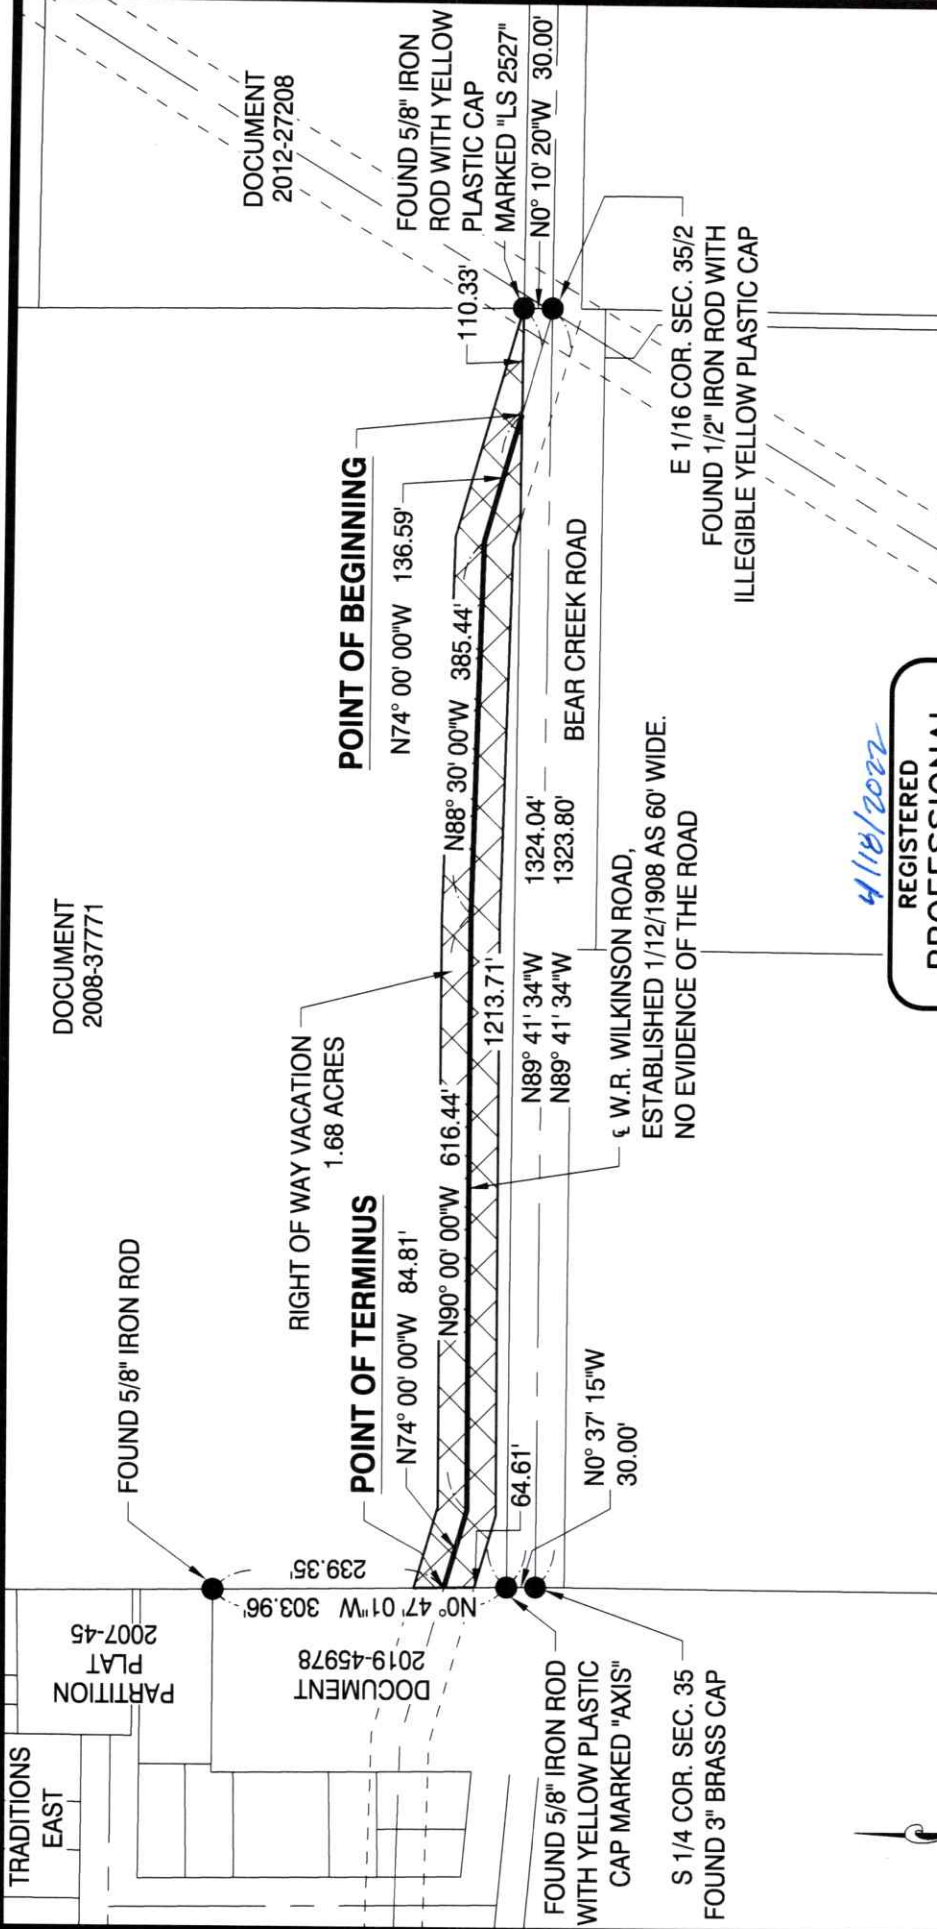 TRADITIONS
EAST
PARTITION
PLAT
2007-45
DOCUMENT
2019-45978
FOUND 5/8" IRON ROD
239.35'
N0° 47' 01"W 303.96'
DOCUMENT
2008-37771
DOCUMENT
2012-27208
RIGHT OF WAY VACATION
1.68 ACRES
POINT OF TERMINUS
N74° 00' 00"W 84.81'
N90° 00' 00"W 616.44'
POINT OF BEGINNING
N74° 00' 00"W 136.59'
N88° 30' 00"W 385.44'
110.33'
FOUND 5/8" IRON
ROD WITH YELLOW
PLASTIC CAP
MARKED "LS 2527"
N0° 10' 20"W 30.00'
1213.71'
64.61'
N89° 41' 34"W 1324.04'
N89° 41' 34"W 1323.80'
BEAR CREEK ROAD
N0° 37' 15"W
30.00'
FOUND 5/8" IRON ROD
WITH YELLOW PLASTIC
CAP MARKED "AXIS"
S 1/4 COR. SEC. 35
FOUND 3" BRASS CAP
℄ W.R. WILKINSON ROAD,
ESTABLISHED 1/12/1908 AS 60' WIDE.
NO EVIDENCE OF THE ROAD
E 1/16 COR. SEC. 35/2
FOUND 1/2" IRON ROD WITH
ILLEGIBLE YELLOW PLASTIC CAP
4/18/2022
REGISTERED
PROFESSIONAL